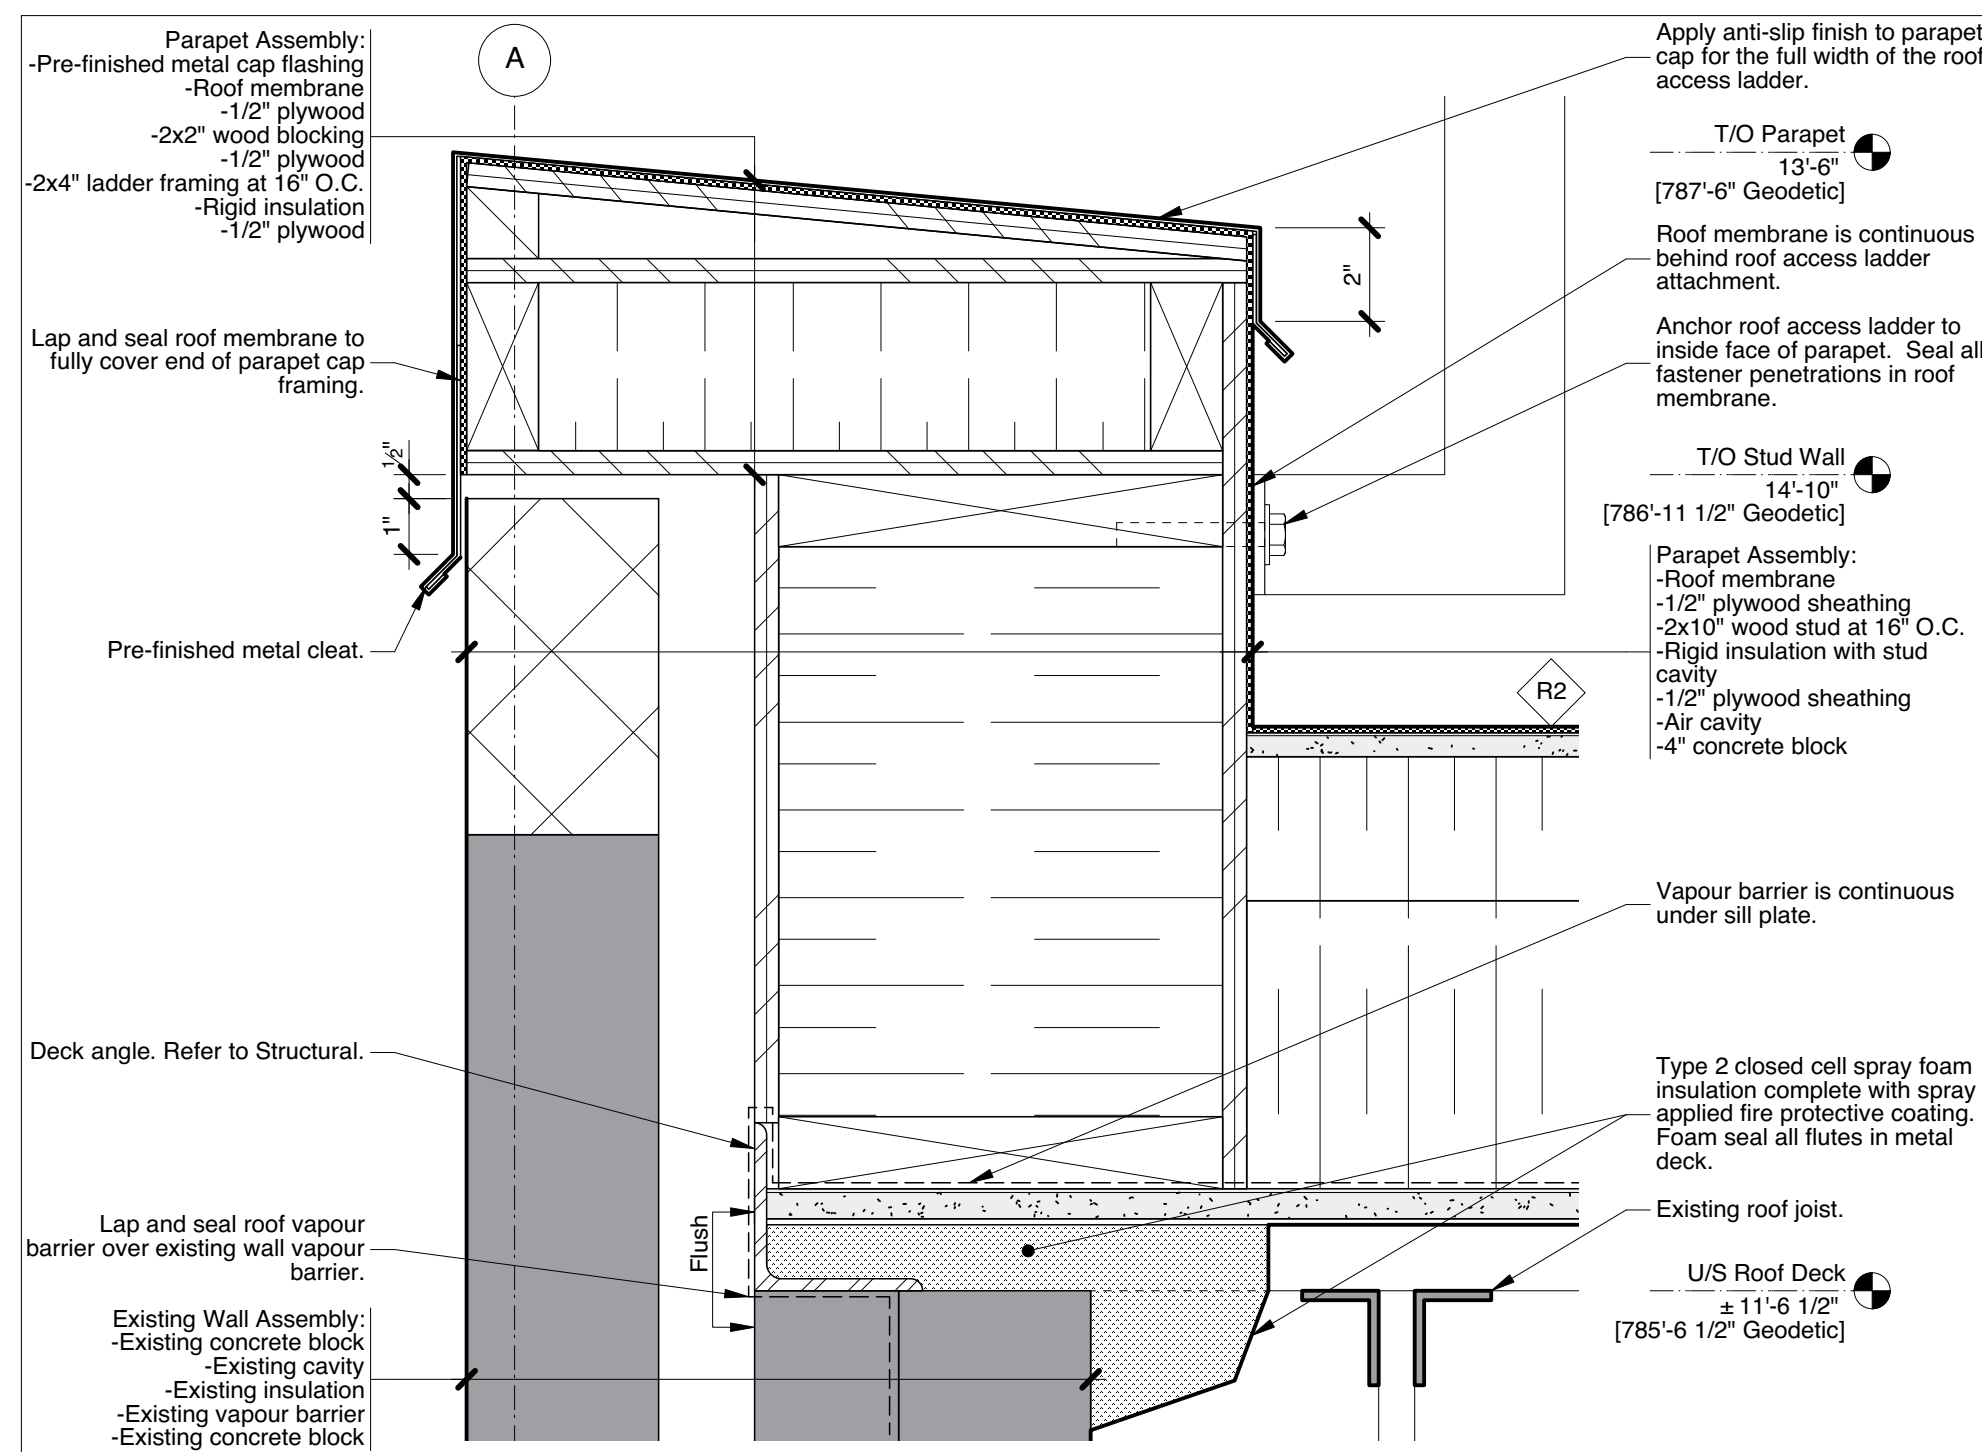 Parapet Assembly:
-Pre-finished metal cap flashing
-Roof membrane
-1/2" plywood
-2x2" wood blocking
-1/2" plywood
-2x4" ladder framing at 16" O.C.
-Rigid insulation
-1/2" plywood
A
Lap and seal roof membrane to
fully cover end of parapet cap
framing.
1/2"
1"
Pre-finished metal cleat.
Deck angle. Refer to Structural.
Lap and seal roof vapour
barrier over existing wall vapour
barrier.
Flush
Existing Wall Assembly:
-Existing concrete block
-Existing cavity
-Existing insulation
-Existing vapour barrier
-Existing concrete block
2"
Apply anti-slip finish to parapet
cap for the full width of the roof
access ladder.
T/O Parapet
13'-6"
[787'-6" Geodetic]
Roof membrane is continuous
behind roof access ladder
attachment.
Anchor roof access ladder to
inside face of parapet. Seal all
fastener penetrations in roof
membrane.
T/O Stud Wall
14'-10"
[786'-11 1/2" Geodetic]
Parapet Assembly:
-Roof membrane
-1/2" plywood sheathing
-2x10" wood stud at 16" O.C.
-Rigid insulation with stud
cavity
-1/2" plywood sheathing
-Air cavity
-4" concrete block
R2
Vapour barrier is continuous
under sill plate.
Type 2 closed cell spray foam
insulation complete with spray
applied fire protective coating.
Foam seal all flutes in metal
deck.
Existing roof joist.
U/S Roof Deck
± 11'-6 1/2"
[785'-6 1/2" Geodetic]